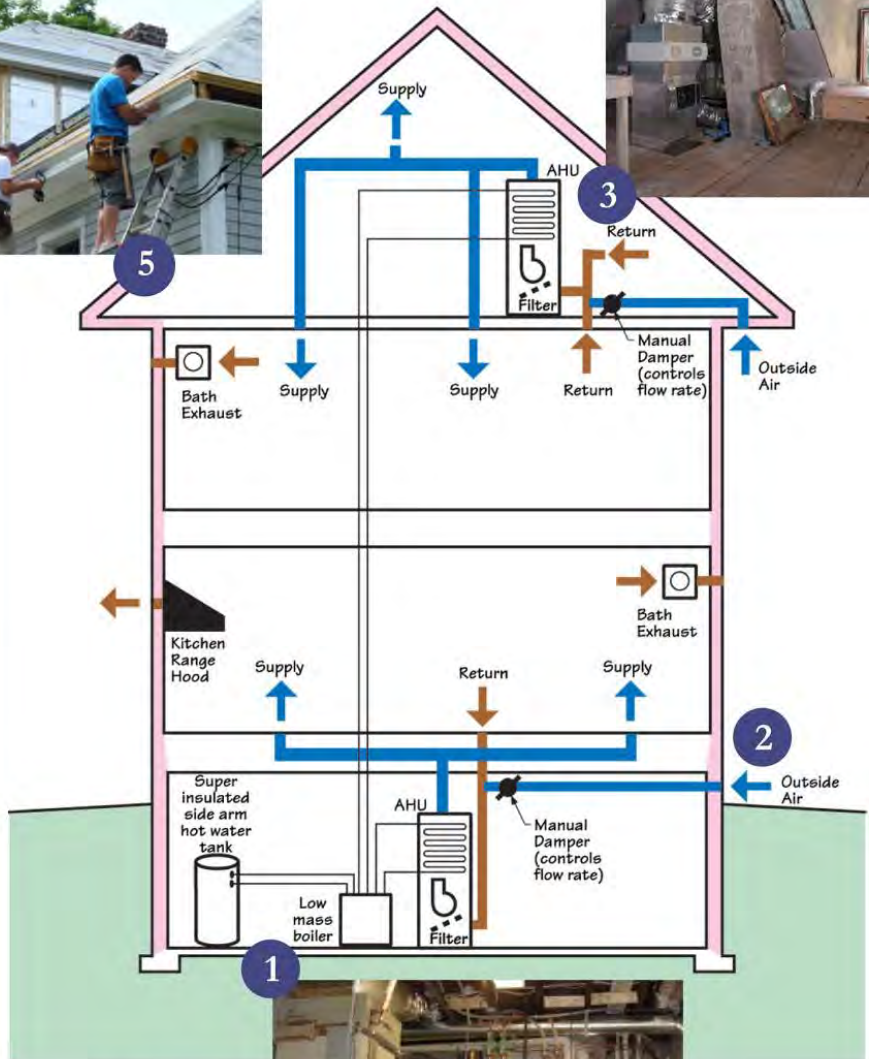 Supply
AHU
3
Return
5
Filter
Manual
Damper
(controls
flow rate)
Outside
Air
Bath
Exhaust
Supply
Supply
Return
Kitchen
Range
Hood
Bath
Exhaust
Supply
Return
Supply
2
Outside
Air
Super
insulated
side arm
hot water
tank
AHU
Manual
Damper
(controls
flow rate)
Low
mass
boiler
Filter
1